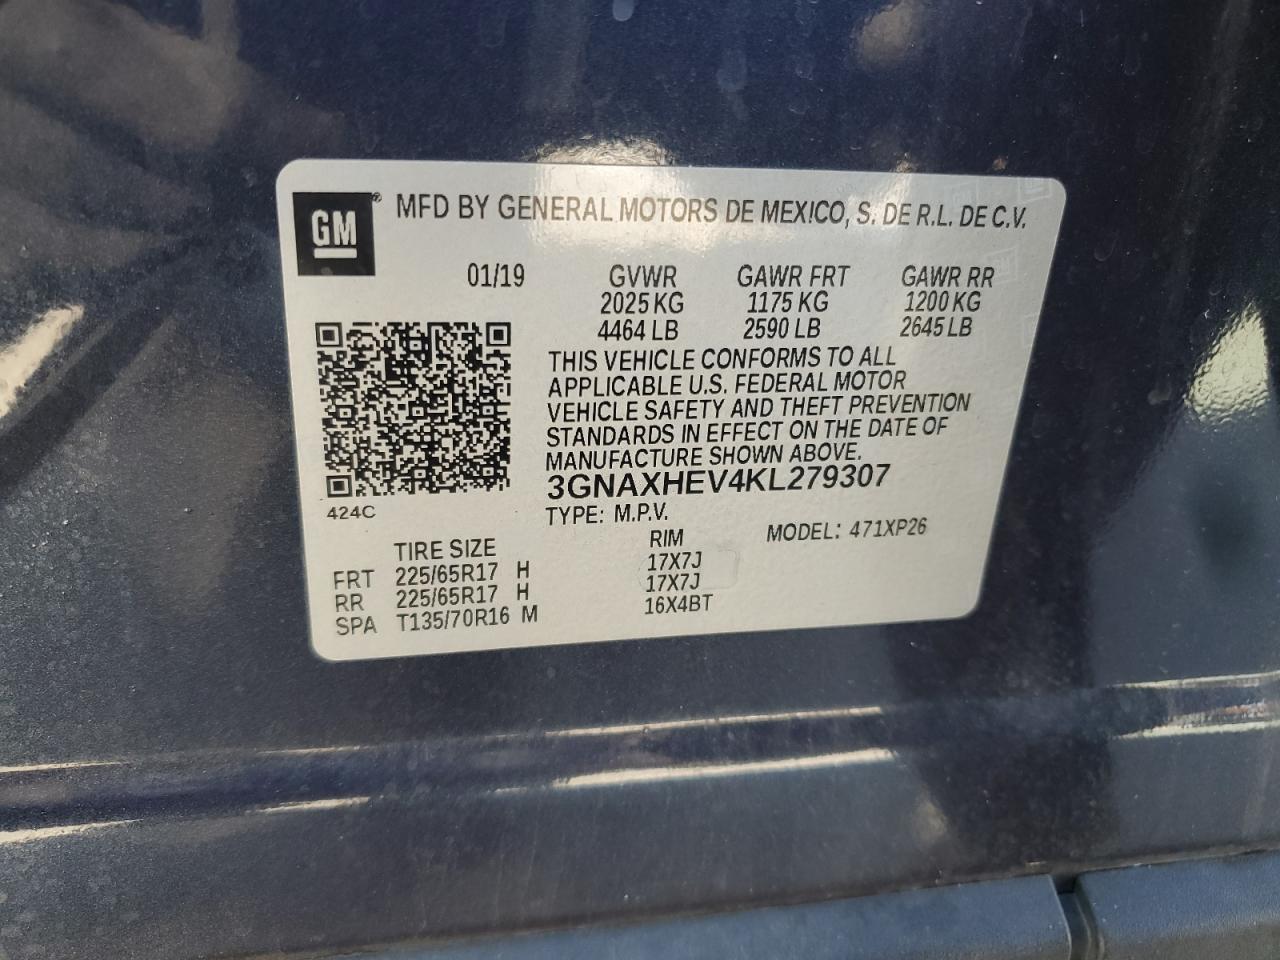 GM® MFD BY GENERAL MOTORS DE MEXICO, S. DE R.L. DE C.V.
01/19 GVWR GAWR FRT GAWR RR
2025 KG 1175 KG 1200 KG
4464 LB 2590 LB 2645 LB
THIS VEHICLE CONFORMS TO ALL
APPLICABLE U.S. FEDERAL MOTOR
VEHICLE SAFETY AND THEFT PREVENTION
STANDARDS IN EFFECT ON THE DATE OF
MANUFACTURE SHOWN ABOVE.
3GNAXHEV4KL279307
424C
TYPE: M.P.V. MODEL: 471XP26
TIRE SIZE RIM
FRT 225/65R17 H 17X7J
RR 225/65R17 H 17X7J
SPA T135/70R16 M 16X4BT